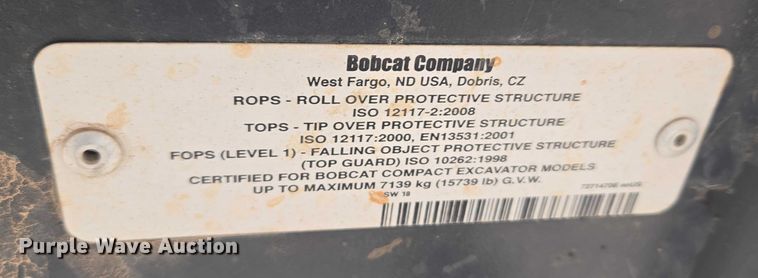 Bobcat Company
West Fargo, ND USA, Dobris, CZ
ROPS - ROLL OVER PROTECTIVE STRUCTURE
ISO 12117-2:2008
TOPS - TIP OVER PROTECTIVE STRUCTURE
ISO 12117:2000, EN13531:2001
FOPS (LEVEL 1) - FALLING OBJECT PROTECTIVE STRUCTURE
(TOP GUARD) ISO 10262:1998
CERTIFIED FOR BOBCAT COMPACT EXCAVATOR MODELS
UP TO MAXIMUM 7139 kg (15739 lb) G.V.W.
SW 18
Purple Wave Auction